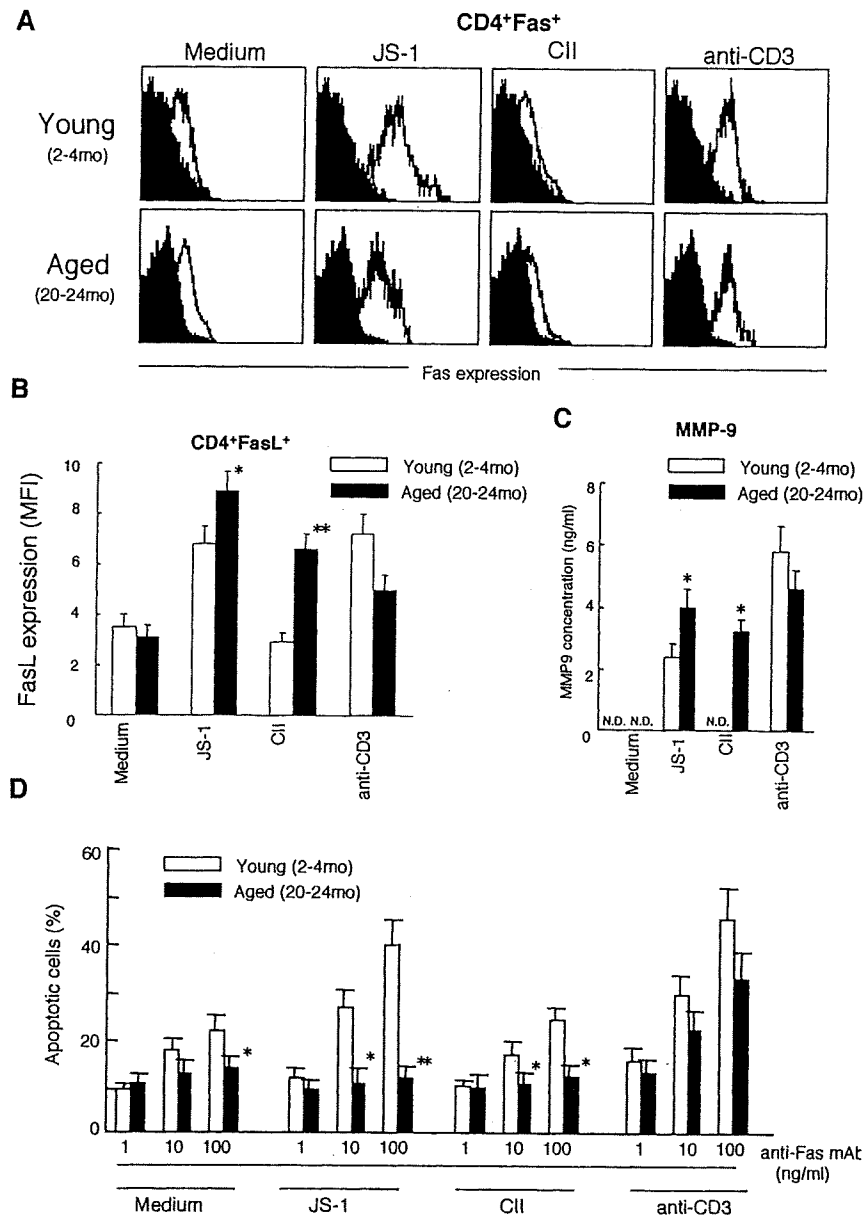 A
CD4+Fas+
Medium JS-1 CII anti-CD3
Young
(2-4mo)
Aged
(20-24mo)
Fas expression
B
CD4+FasL+
Young (2-4mo)
Aged (20-24mo)
FasL expression (MFI)
10
8
6
4
2
0
*
**
Medium JS-1 CII anti-CD3
C
MMP-9
Young (2-4mo)
Aged (20-24mo)
MMP9 concentration (ng/ml)
8
6
4
2
0
N.D. N.D. * N.D. *
Medium JS-1 CII anti-CD3
D
Young (2-4mo)
Aged (20-24mo)
Apoptotic cells (%)
60
40
20
0
* * ** * *
1 10 100 1 10 100 1 10 100 1 10 100 anti-Fas mAb
(ng/ml)
Medium JS-1 CII anti-CD3